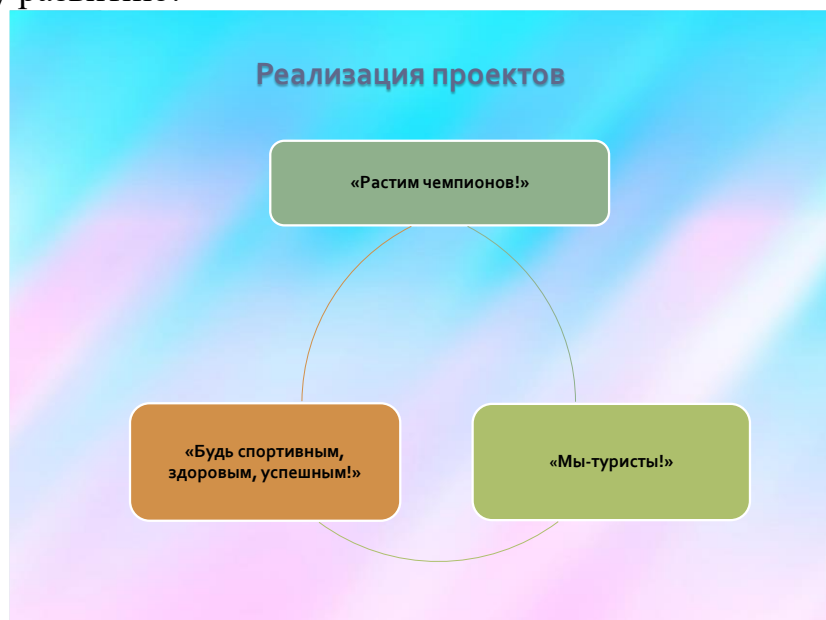 Реализация проектов
«Растим чемпионов!»
«Будь спортивным,
здоровым, успешным!»
«Мы-туристы!»